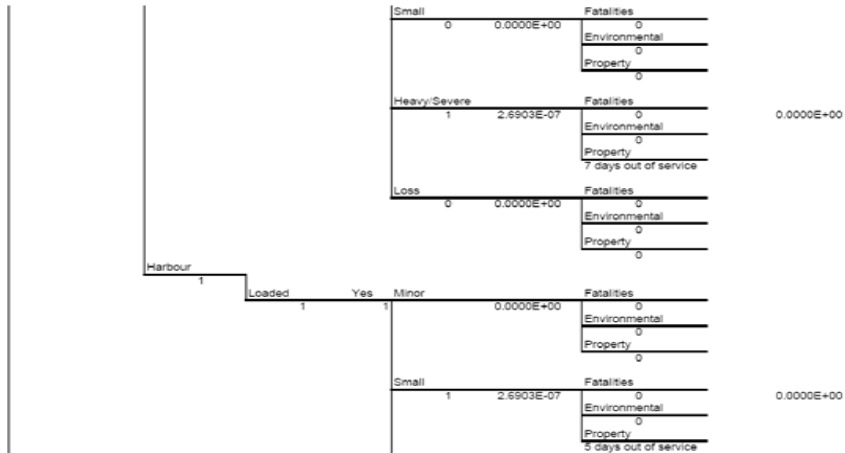 Small Fatalities
0 0.0000E+00 0
Environmental
0
Property
0
Heavy/Severe Fatalities
1 2.6903E-07 0 0.0000E+00
Environmental
0
Property
7 days out of service
Loss Fatalities
0 0.0000E+00 0
Environmental
0
Property
0
Harbour
1
Loaded Yes Minor Fatalities
1 1 0.0000E+00 0
Environmental
0
Property
0
Small Fatalities
1 2.6903E-07 0 0.0000E+00
Environmental
0
Property
5 days out of service